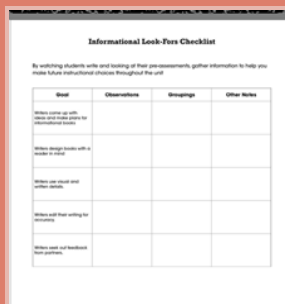 Informational Look-Fors Checklist
By watching students write and looking at their pre-assessments, gather information to help you
make future instructional choices throughout the unit
Goal Observations Groupings Other Notes
Writers come up with
ideas and make plans for
informational books
Writers design books with a
reader in mind
Writers use visual and
written details
Writers edit their writing for
accuracy
Writers seek out feedback
from partners.